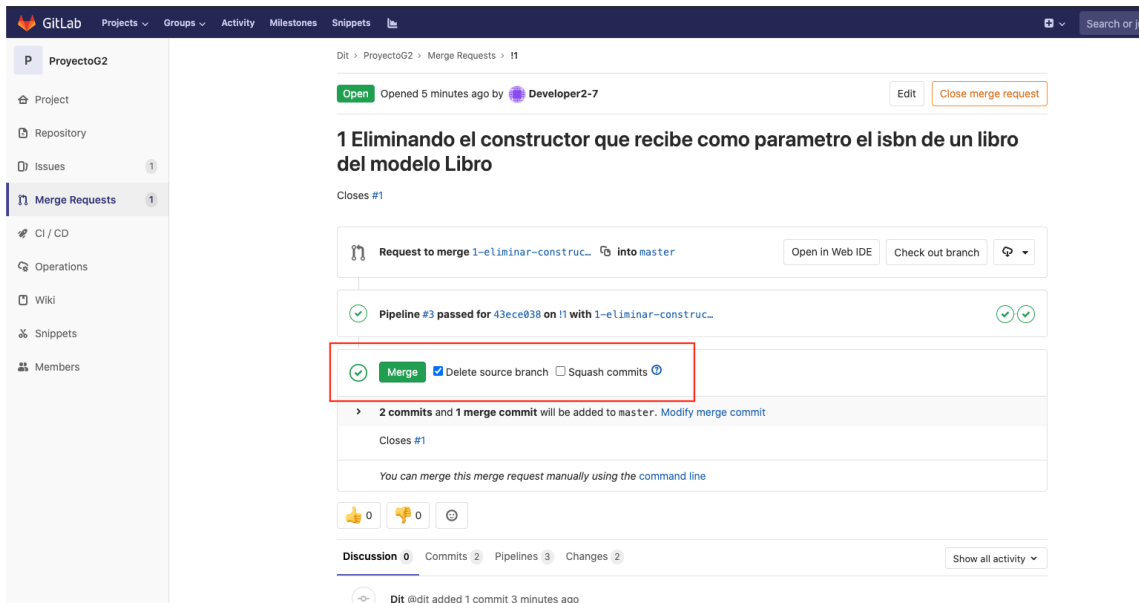 GitLab Projects Groups Activity Milestones Snippets Search or j
P ProyectoG2
Project
Repository
Issues 1
Merge Requests 1
CI / CD
Operations
Wiki
Snippets
Members
Dit > ProyectoG2 > Merge Requests > !1
Open Opened 5 minutes ago by Developer2-7 Edit Close merge request
1 Eliminando el constructor que recibe como parametro el isbn de un libro
del modelo Libro
Closes #1
Request to merge 1-eliminar-construc… into master Open in Web IDE Check out branch
Pipeline #3 passed for 43ece038 on !1 with 1-eliminar-construc…
Merge Delete source branch Squash commits
2 commits and 1 merge commit will be added to master. Modify merge commit
Closes #1
You can merge this merge request manually using the command line
0 0
Discussion 0 Commits 2 Pipelines 3 Changes 2 Show all activity
Dit @dit added 1 commit 3 minutes ago